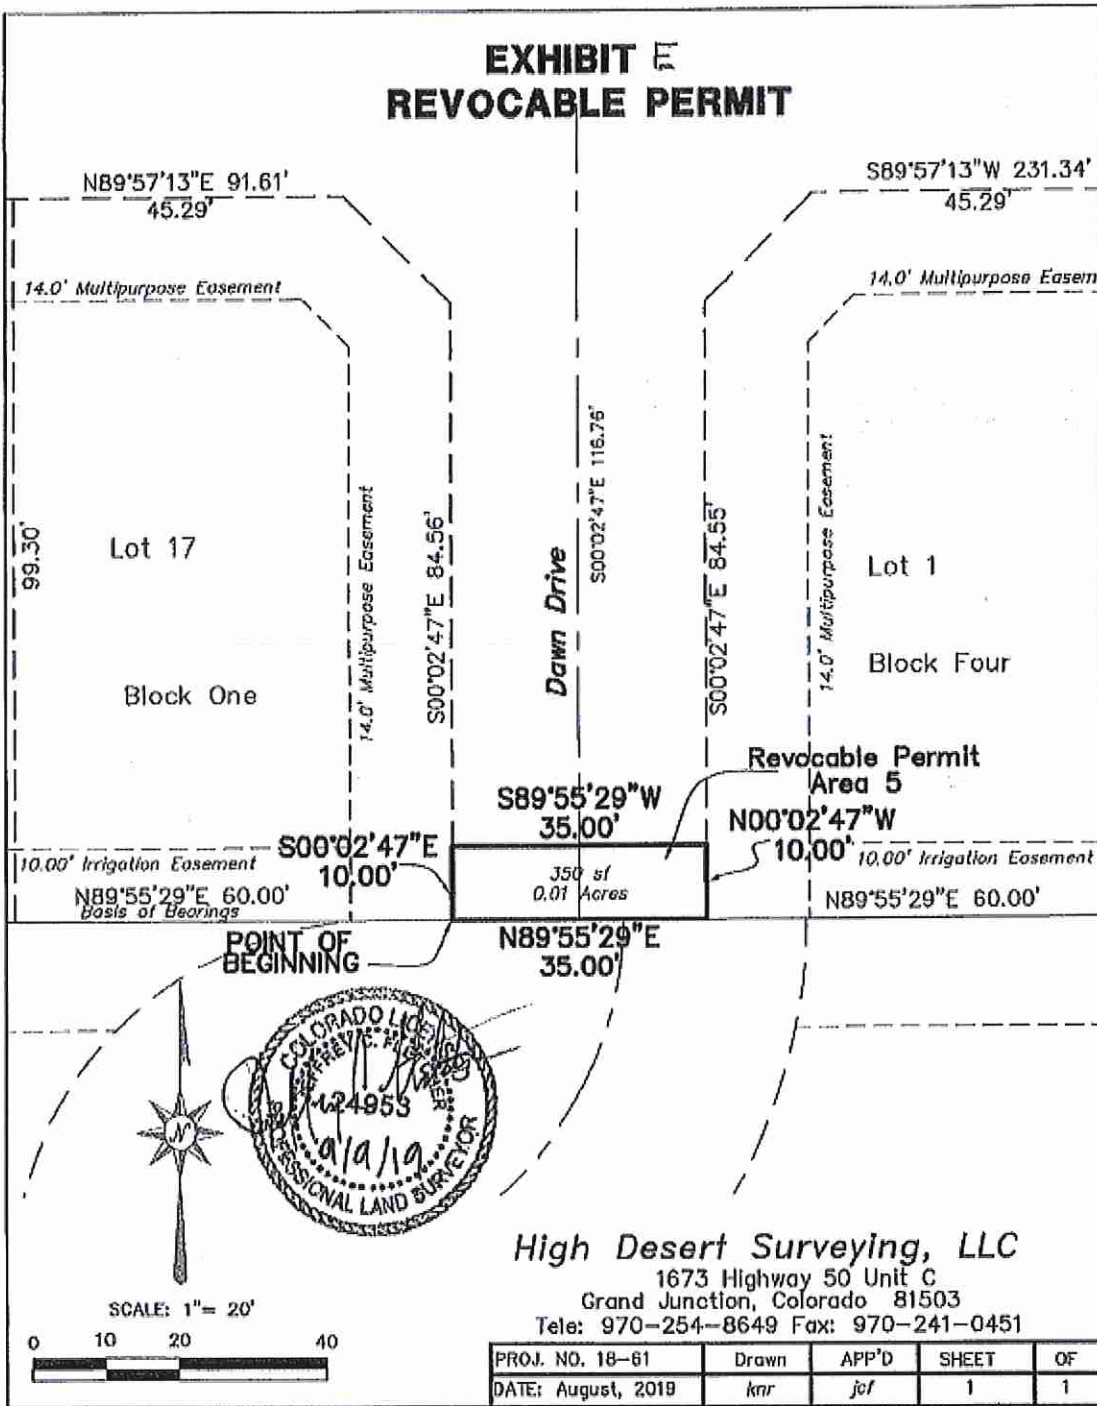 EXHIBIT E
REVOCABLE PERMIT
N89°57'13"E 91.61'
45.29'
S89°57'13"W 231.34'
45.29'
14.0' Multipurpose Easement
14.0' Multipurpose Easem
99.30'
Lot 17
Block One
14.0' Multipurpose Easement
S00°02'47"E 84.56'
Dawn Drive
S00°02'47"E 116.76'
S00°02'47"E 84.55'
14.0' Multipurpose Easement
Lot 1
Block Four
Revocable Permit
Area 5
S89°55'29"W
35.00'
S00°02'47"E
10.00'
N00°02'47"W
10.00'
10.00' Irrigation Easement
10.00' Irrigation Easement
350 sf
0.01 Acres
N89°55'29"E 60.00'
Basis of Bearings
N89°55'29"E 60.00'
POINT OF
BEGINNING
N89°55'29"E
35.00'
COLORADO LICENSED
24953
9/9/19
PROFESSIONAL LAND SURVEYOR
N
SCALE: 1"= 20'
0 10 20 40
High Desert Surveying, LLC
1673 Highway 50 Unit C
Grand Junction, Colorado 81503
Tele: 970-254-8649 Fax: 970-241-0451
PROJ. NO. 18-61 Drawn APP'D SHEET OF
DATE: August, 2019 knr jcf 1 1